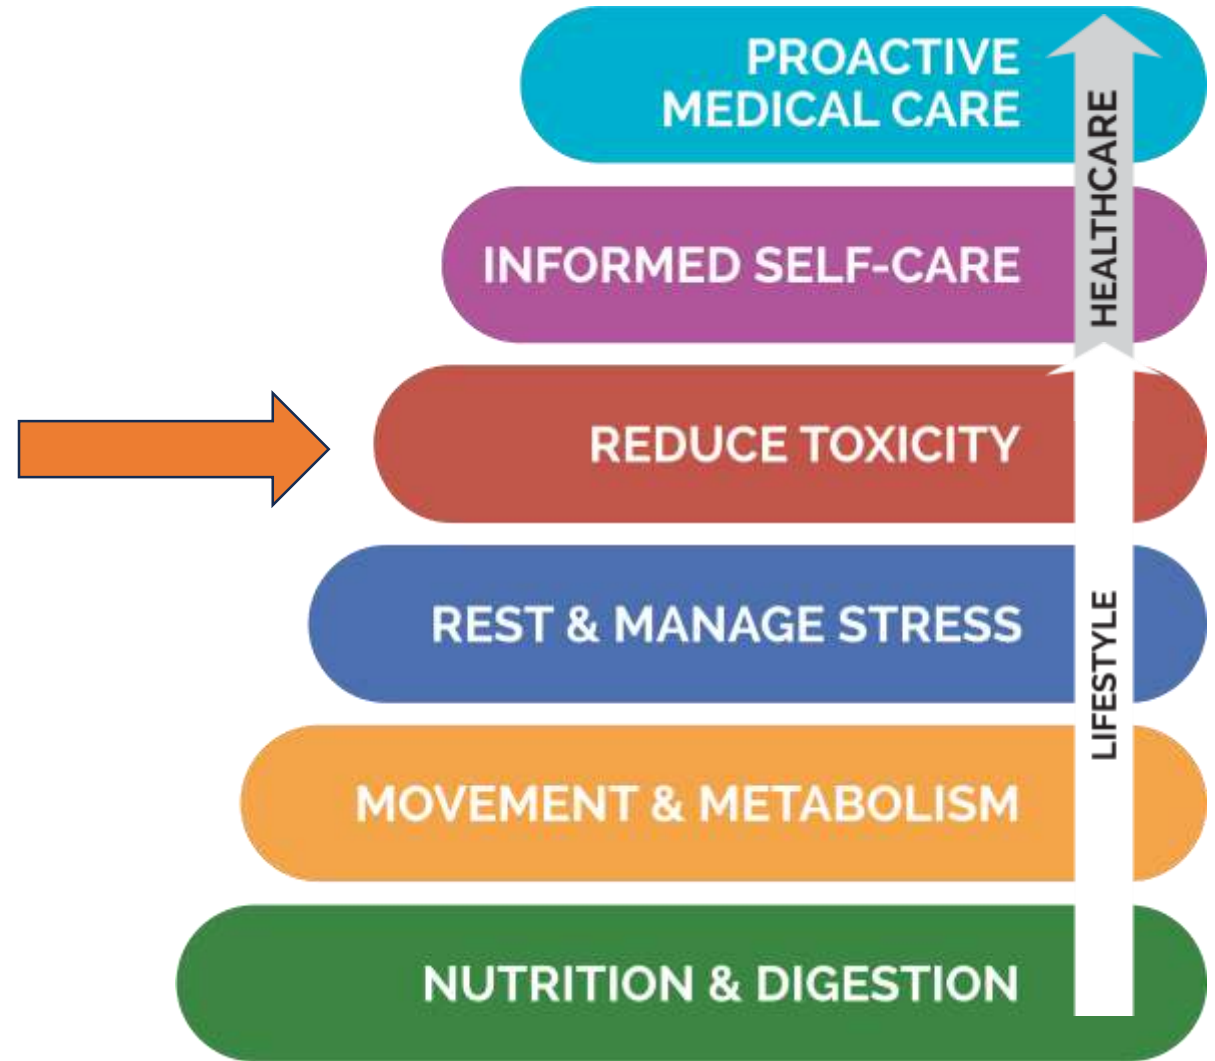 PROACTIVE
MEDICAL CARE
HEALTHCARE
INFORMED SELF-CARE
REDUCE TOXICITY
REST & MANAGE STRESS
LIFESTYLE
MOVEMENT & METABOLISM
NUTRITION & DIGESTION